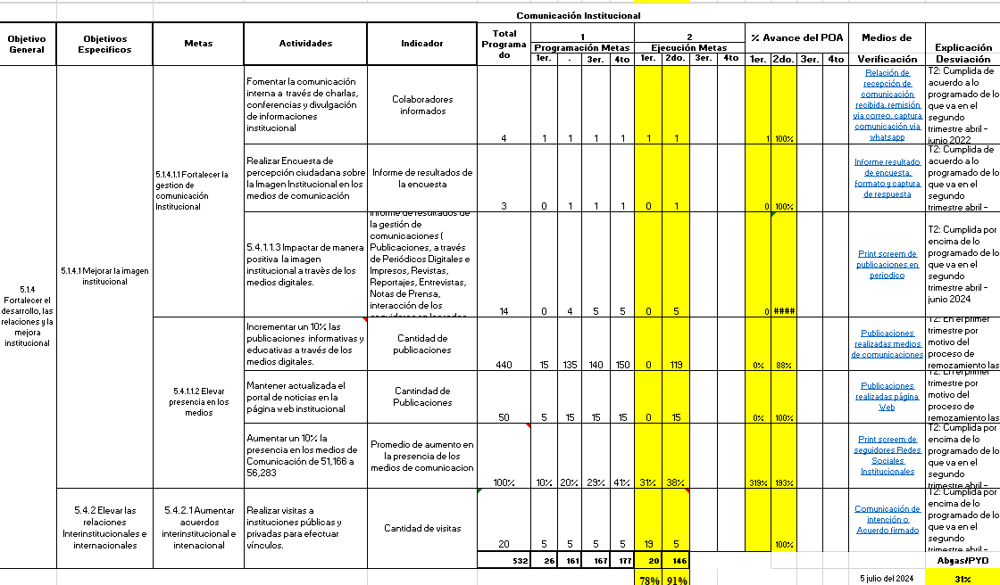 Comunicación Institucional
Objetivo General
Objetivos Específicos
Metas
Actividades
Indicador
Total Programa do
1
Programación Metas
1er. . 3er. 4to
2
Ejecución Metas
1er. 2do. 3er. 4to
% Avance del POA
1er. 2do. 3er. 4to
Medios de Verificación
Explicación Desviación
5.1.4
Fortalecer el
desarrollo, las
relaciones y la
mejora
institucional
5.1.4.1 Mejorar la imagen
institucional
5.1.4.1.1 Fortalecer la
gestion de
comunicación
Institucional
Fomentar la comunicación
interna a través de charlas,
conferencias y divulgación
de informaciones
institucional
Colaboradores
informados
4 1 1 1 1 1 1 1 100%
Relación de
recepción de
comunicación
recibida, remisión
via correo, captura
comunicación via
whatsapp
T2: Cumplida de
acuerdo a lo
programado de lo
que va en el
segundo
trimestre abril -
junio 2022
Realizar Encuesta de
percepción ciudadana sobre
la Imagen Institucional en los
medios de comunicación
Informe de resultados de
la encuesta
3 0 1 1 1 0 1 0 100%
Informe resultado
de encuesta,
formato y captura
de respuesta
T2: Cumplida de
acuerdo a lo
programado de lo
que va en el
segundo
trimestre abril -
5.4.1.1.3 Impactar de manera
positiva la imagen
institucional a travès de los
medios digitales.
Informe de resultados de
la gestión de
comunicaciones (
Publicaciones, a través
de Periódicos Digitales e
Impresos, Revistas,
Reportajes, Entrevistas,
Notas de Prensa,
interacción de los
14 0 4 5 5 0 5 0 ####
Print screem de
publicaciones en
periodico
T2: Cumplida por
encima de lo
programado de lo
que va en el
segundo
trimestre abril -
junio 2024
5.4.1.1.2 Elevar
presencia en los
medios
Incrementar un 10% las
publicaciones informativas y
educativas a través de los
medios digitales.
Cantidad de
publicaciones
440 15 135 140 150 0 119 0% 88%
Publicaciones
realizadas medios
de comunicaciones
T2: En el primer
trimestre por
motivo del
proceso de
remozamiento las
Mantener actualizada el
portal de noticias en la
página web institucional
Cantindad de
Publicaciones
50 5 15 15 15 0 15 0% 100%
Publicaciones
realizadas página
Web
T2: En el primer
trimestre por
motivo del
proceso de
remozamiento las
Aumentar un 10% la
presencia en los medios de
Comunicación de 51,166 a
56,283
Promedio de aumento en
la presencia de los
medios de comunicacion
100% 10% 20% 29% 41% 31% 38% 319% 193%
Print screem de
seguidores Redes
Sociales
Institucionales
T2: Cumplida por
encima de lo
programado de lo
que va en el
segundo
trimestre abril -
5.4.2 Elevar las
relaciones
Interinstitucionales e
internacionales
5.4.2.1 Aumentar
acuerdos
interinstitucional e
intenacional
Realizar visitas a
instituciones públicas y
privadas para efectuar
vínculos.
Cantidad de visitas
20 5 5 5 5 19 5 100%
Comunicación de
intención o
Acuerdo firmado
T2: Cumplida por
encima de lo
programado de lo
que va en el
segundo
trimestre abril -
532 26 161 167 177 20 146
Abgas/PYD
78% 91%
5 julio del 2024
31%